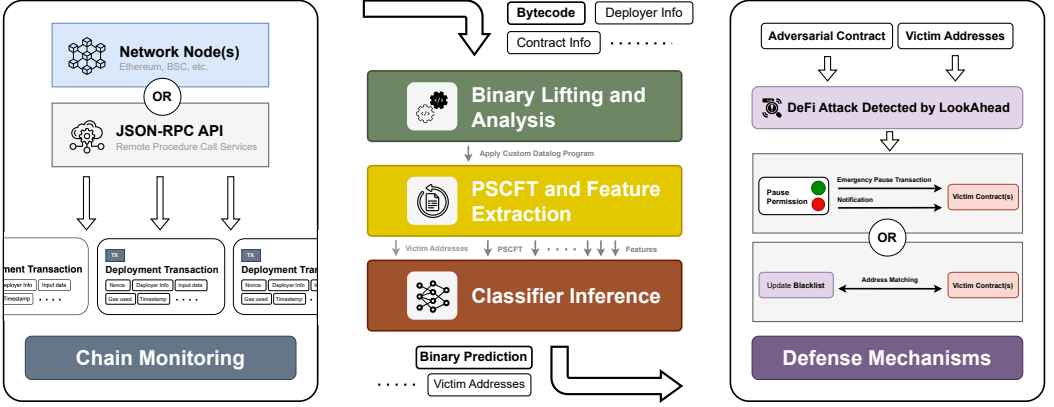 Network Node(s)
Ethereum, BSC, etc.
OR
JSON-RPC API
Remote Procedure Call Services
ment Transaction
eployer Info
Input data
Timestamp
. . . .
TX
Deployment Transaction
Nonce
Deployer Info
Input data
Gas used
Timestamp
. . . .
TX
Deployment Tran
Nonce
Deployer Info
Gas used
Timestamp
. . . .
Chain Monitoring
Bytecode
Deployer Info
Contract Info
. . . . . . . .
Binary Lifting and
Analysis
Apply Custom Datalog Program
PSCFT and Feature
Extraction
Victim Addresses
PSCFT
. . . . .
Features
Classifier Inference
Binary Prediction
. . . . .
Victim Addresses
Adversarial Contract
Victim Addresses
DeFi Attack Detected by LookAhead
Pause
Permission
Emergency Pause Transaction
Notification
Victim Contract(s)
OR
Update Blacklist
Address Matching
Victim Contract(s)
Defense Mechanisms